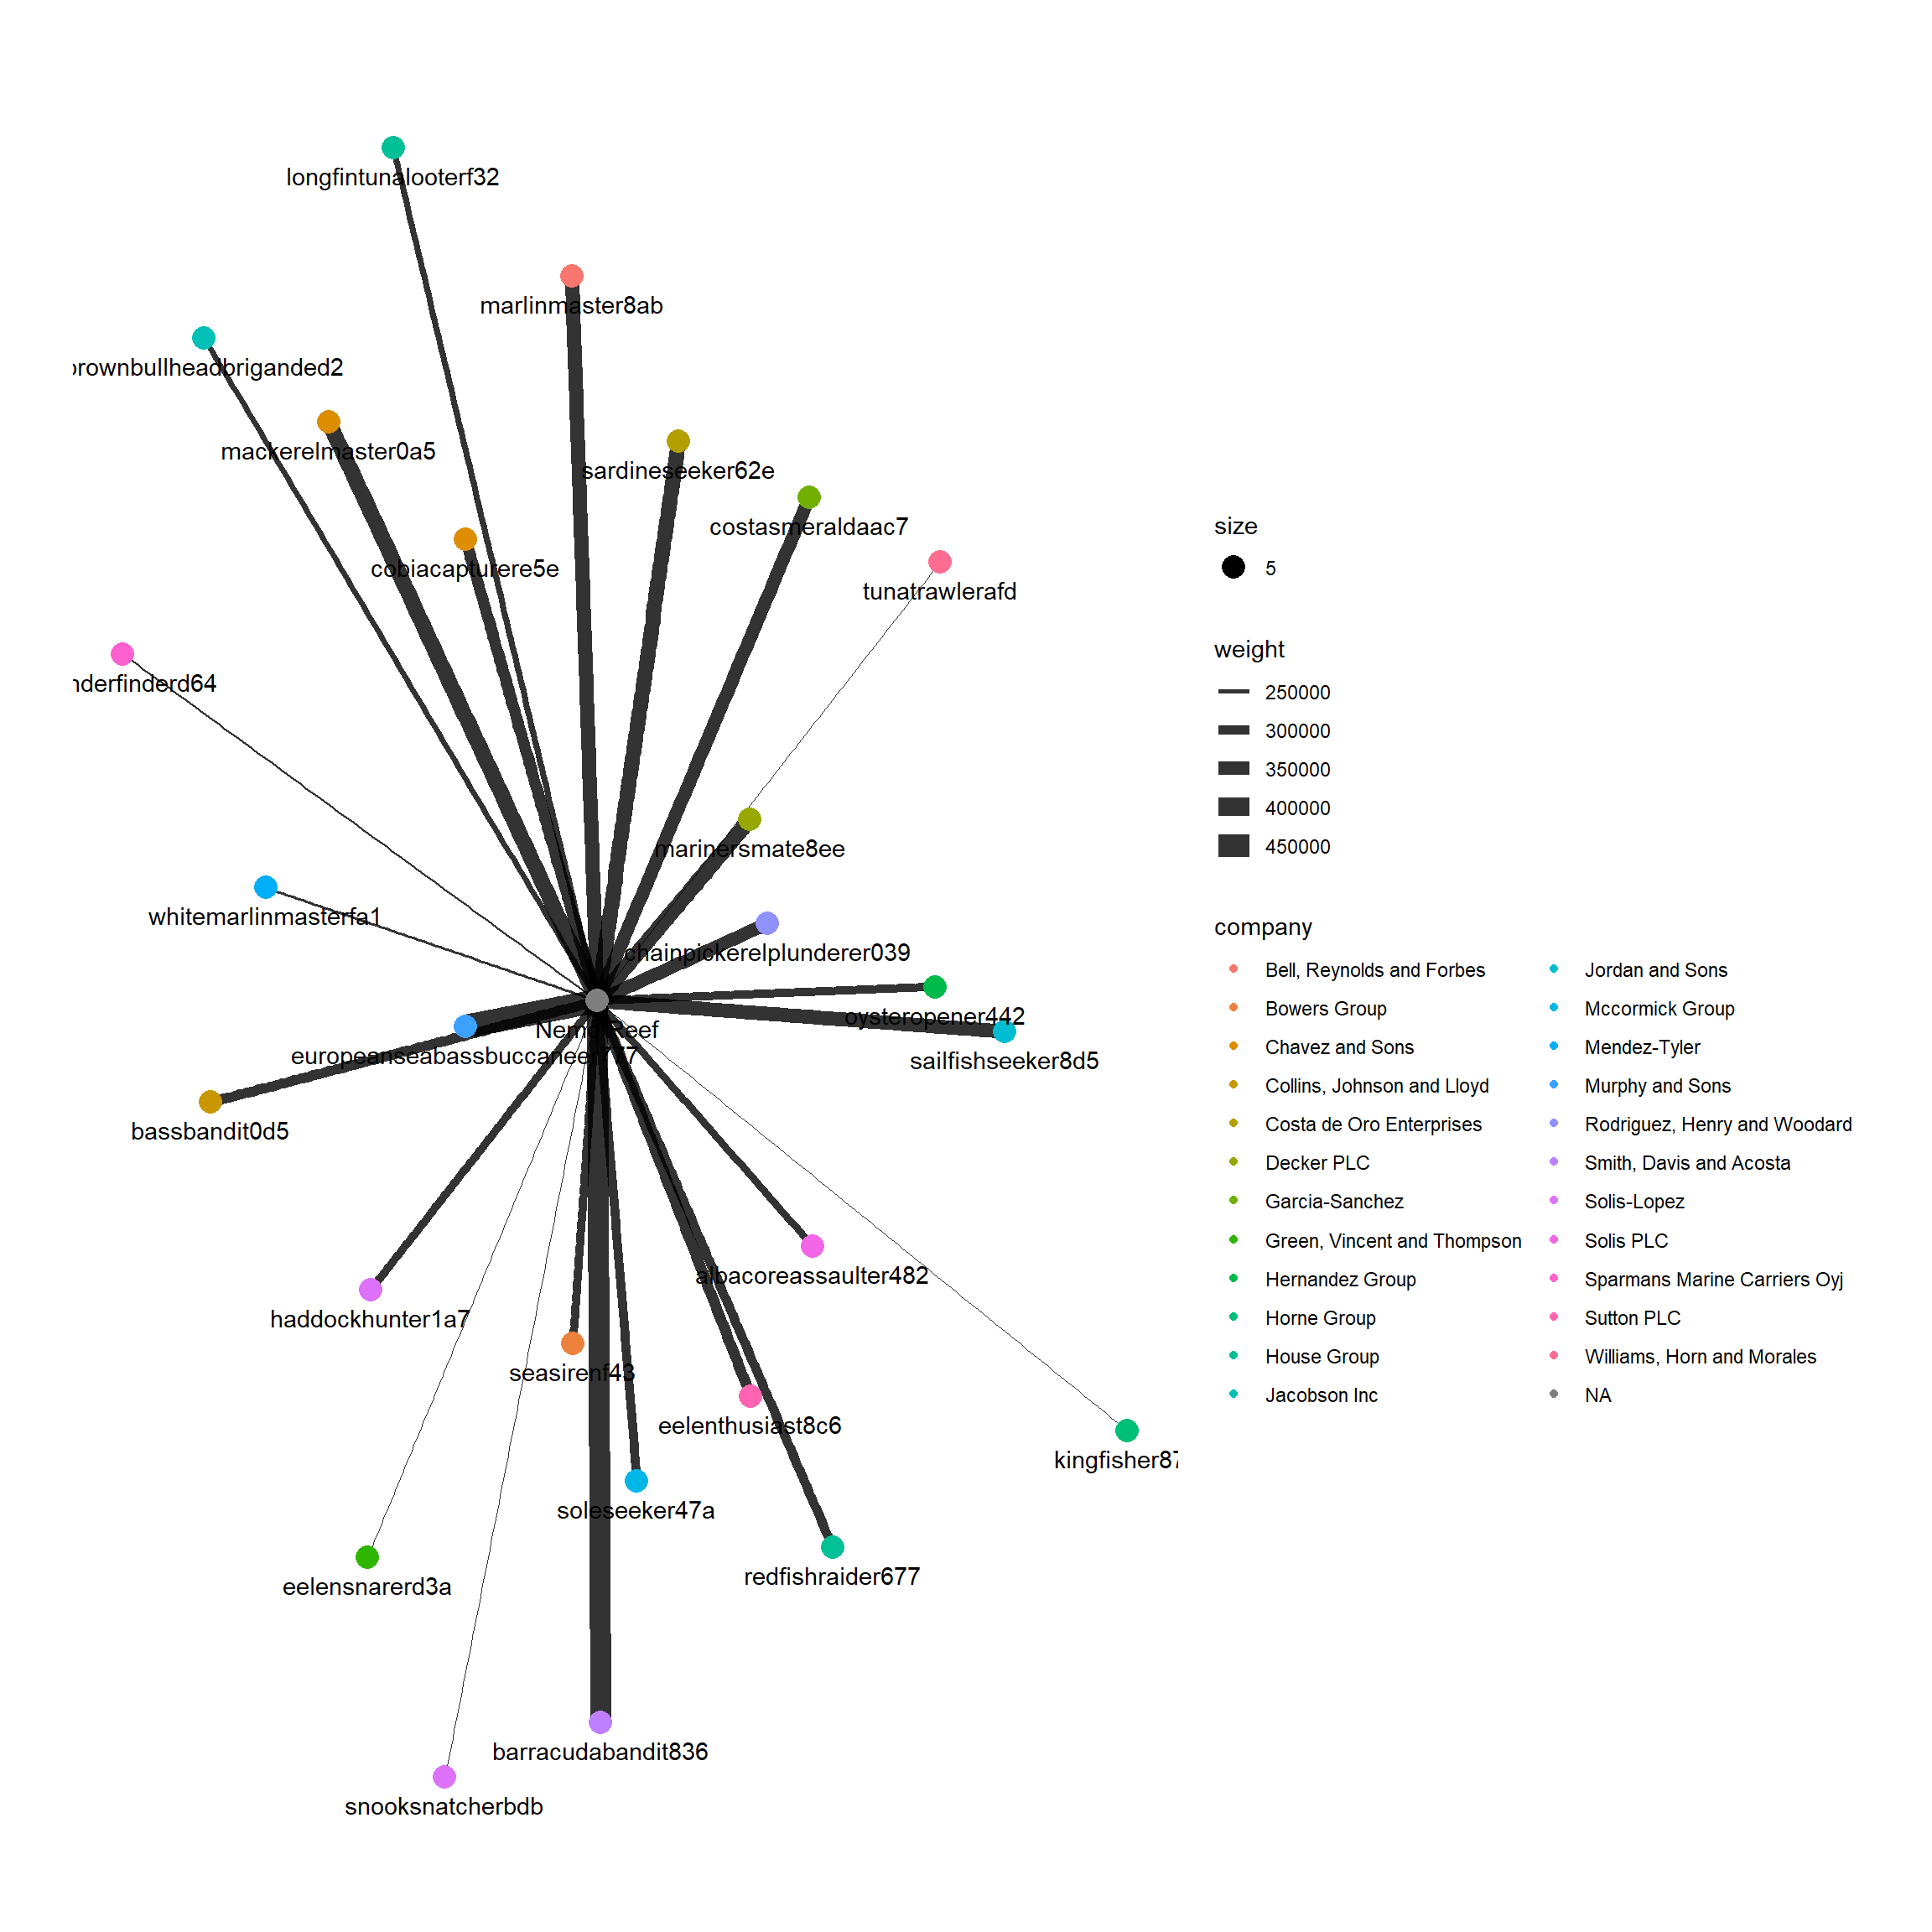 longfintunalooterf32
marlinmaster8ab
rownbullheadbriganded2
mackerelmaster0a5
sardineseeker62e
costasmeraldaac7
cobiacapturere5e
tunatrawlerafd
nderfinderd64
marinersmate8ee
whitemarlinmasterfa1
chainpickerelplunderer039
oysteropener442
Nemo Reef
europeanseabassbuccaneer777
sailfishseeker8d5
bassbandit0d5
albacoreassaulter482
haddockhunter1a7
seasirenf43
eelenthusiast8c6
kingfisher87
soleseeker47a
redfishraider677
eelensnarerd3a
barracudabandit836
snooksnatcherbdb
size
5
weight
250000
300000
350000
400000
450000
company
Bell, Reynolds and Forbes
Bowers Group
Chavez and Sons
Collins, Johnson and Lloyd
Costa de Oro Enterprises
Decker PLC
Garcia-Sanchez
Green, Vincent and Thompson
Hernandez Group
Horne Group
House Group
Jacobson Inc
Jordan and Sons
Mccormick Group
Mendez-Tyler
Murphy and Sons
Rodriguez, Henry and Woodard
Smith, Davis and Acosta
Solis-Lopez
Solis PLC
Sparmans Marine Carriers Oyj
Sutton PLC
Williams, Horn and Morales
NA